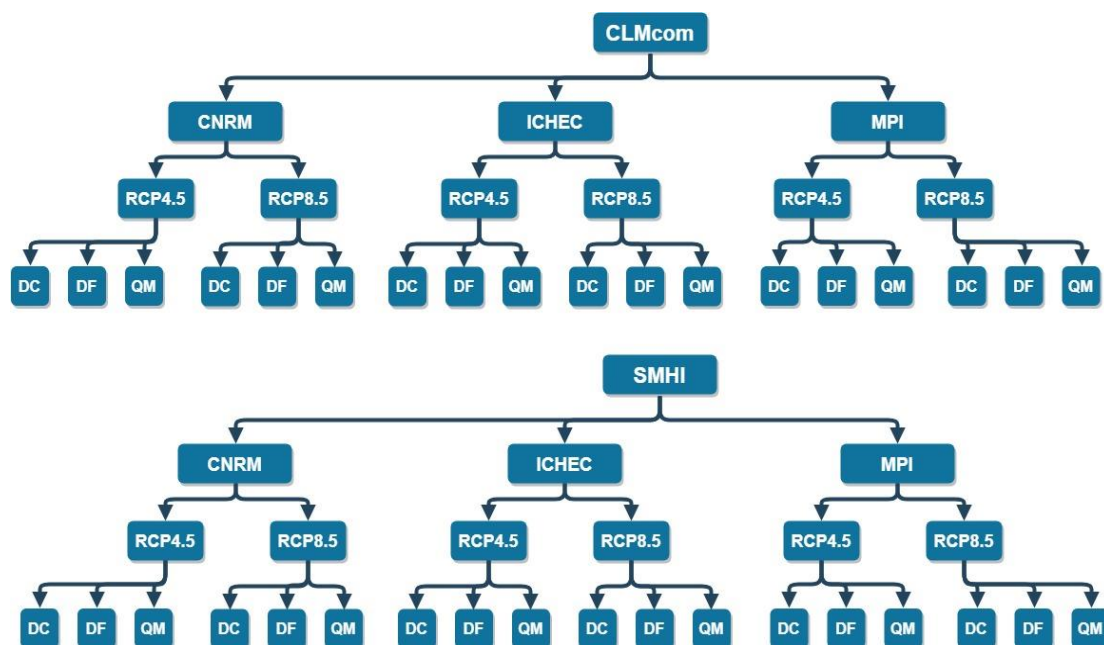 CLMcom
CNRM ICHEC MPI
RCP4.5 RCP8.5 RCP4.5 RCP8.5 RCP4.5 RCP8.5
DC DF QM DC DF QM DC DF QM DC DF QM DC DF QM DC DF QM
SMHI
CNRM ICHEC MPI
RCP4.5 RCP8.5 RCP4.5 RCP8.5 RCP4.5 RCP8.5
DC DF QM DC DF QM DC DF QM DC DF QM DC DF QM DC DF QM